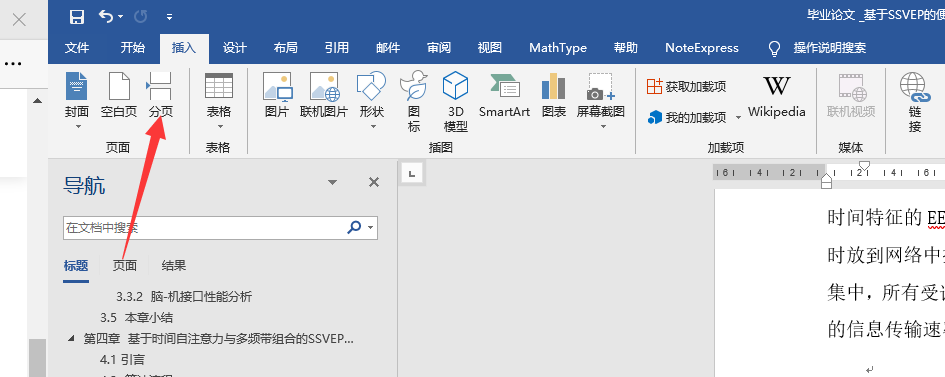 毕业论文 _基于SSVEP的便
文件 开始 插入 设计 布局 引用 邮件 审阅 视图 MathType 帮助 NoteExpress 操作说明搜索
封面 空白页 分页 表格 图片 联机图片 形状 图标 3D模型 SmartArt 图表 屏幕截图 获取加载项 我的加载项 Wikipedia 联机视频 链接
页面 表格 插图 加载项 媒体
导航
在文档中搜索
标题 页面 结果
3.3.2 脑-机接口性能分析
3.5 本章小结
第四章 基于时间自注意力与多频带组合的SSVEP...
4.1 引言
6 4 2 2 4 6
时间特征的 EE
时放到网络中
集中，所有受
的信息传输速